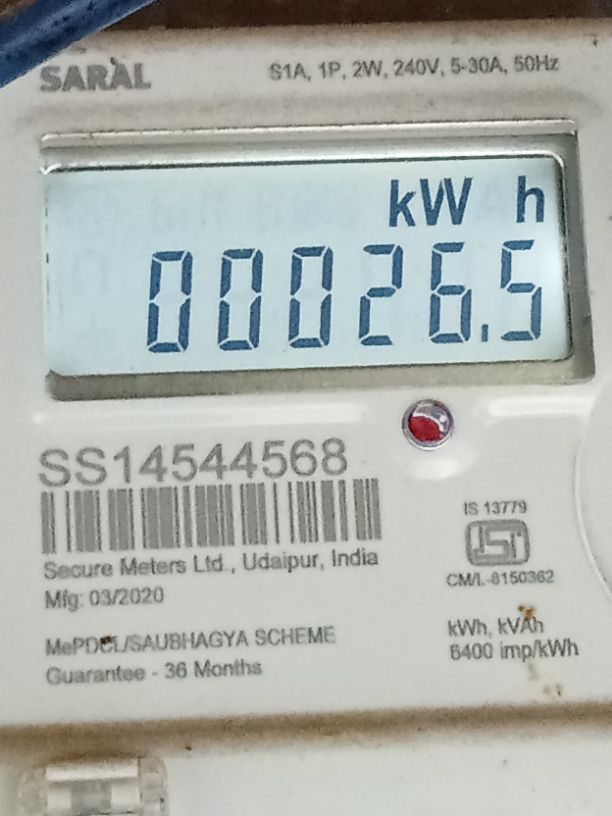 SARAL
S1A, 1P, 2W, 240V, 5-30A, 50Hz
kW h
00026.5
SS14544568
Secure Meters Ltd., Udaipur, India
Mfg: 03/2020
MePDCL/SAUBHAGYA SCHEME
Guarantee - 36 Months
IS 13779
ISI
CM/L-8150362
kWh, kVAh
6400 imp/kWh